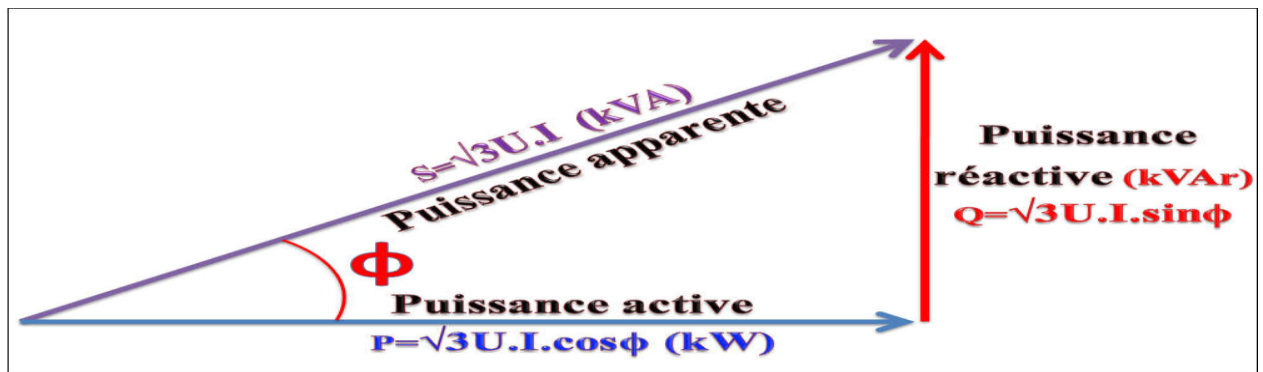 S=√3U.I (kVA)
Puissance apparente
Puissance
réactive (kVAr)
Q=√3U.I.sinϕ
ϕ
Puissance active
P=√3U.I.cosϕ (kW)